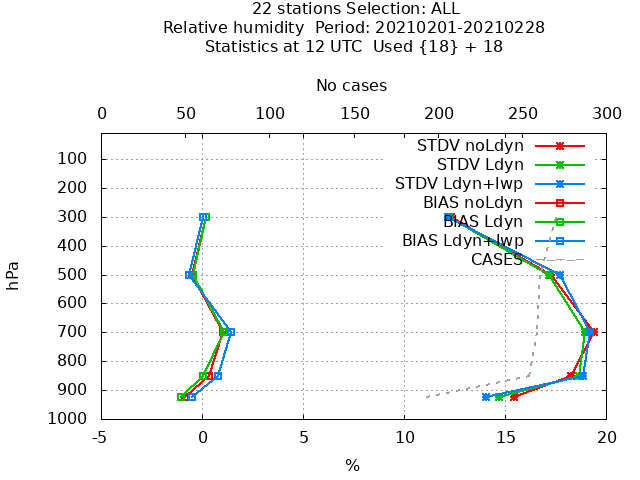 22 stations Selection: ALL
Relative humidity  Period: 20210201-20210228
Statistics at 12 UTC  Used {18} + 18
No cases
0 50 100 150 200 250 300
STDV noLdyn
STDV Ldyn
STDV Ldyn+lwp
BIAS noLdyn
BIAS Ldyn
BIAS Ldyn+lwp
CASES
hPa
100
200
300
400
500
600
700
800
900
1000
-5 0 5 10 15 20
%